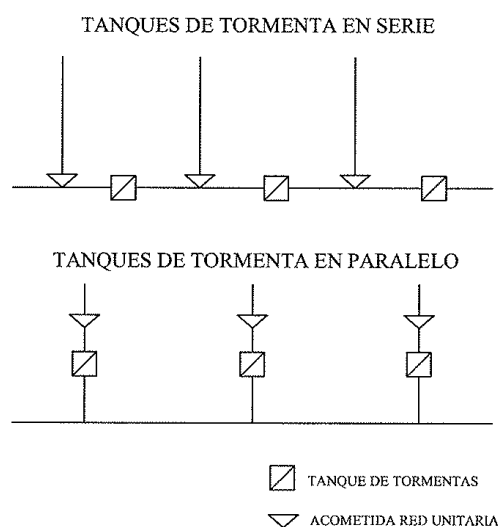 TANQUES DE TORMENTA EN SERIE
TANQUES DE TORMENTA EN PARALELO
TANQUE DE TORMENTAS
ACOMETIDA RED UNITARIA